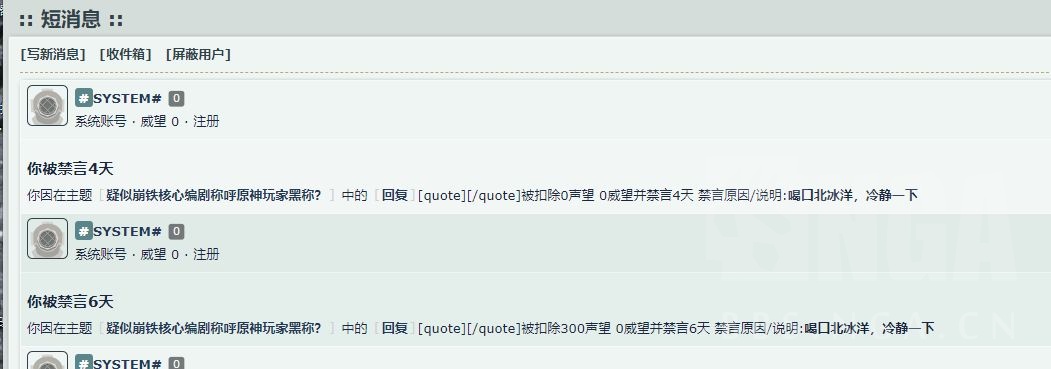 :: 短消息 ::
[写新消息] [收件箱] [屏蔽用户]
#SYSTEM# 0
系统账号 · 威望 0 · 注册
你被禁言4天
你因在主题 [疑似崩铁核心编剧称呼原神玩家黑称? ] 中的 [回复][quote][/quote]被扣除0声望 0威望并禁言4天 禁言原因/说明:喝口北冰洋，冷静一下
#SYSTEM# 0
系统账号 · 威望 0 · 注册
你被禁言6天
你因在主题 [疑似崩铁核心编剧称呼原神玩家黑称? ] 中的 [回复][quote][/quote]被扣除300声望 0威望并禁言6天 禁言原因/说明:喝口北冰洋，冷静一下
#SYSTEM# 0
NGA
BBS.NGA.CN